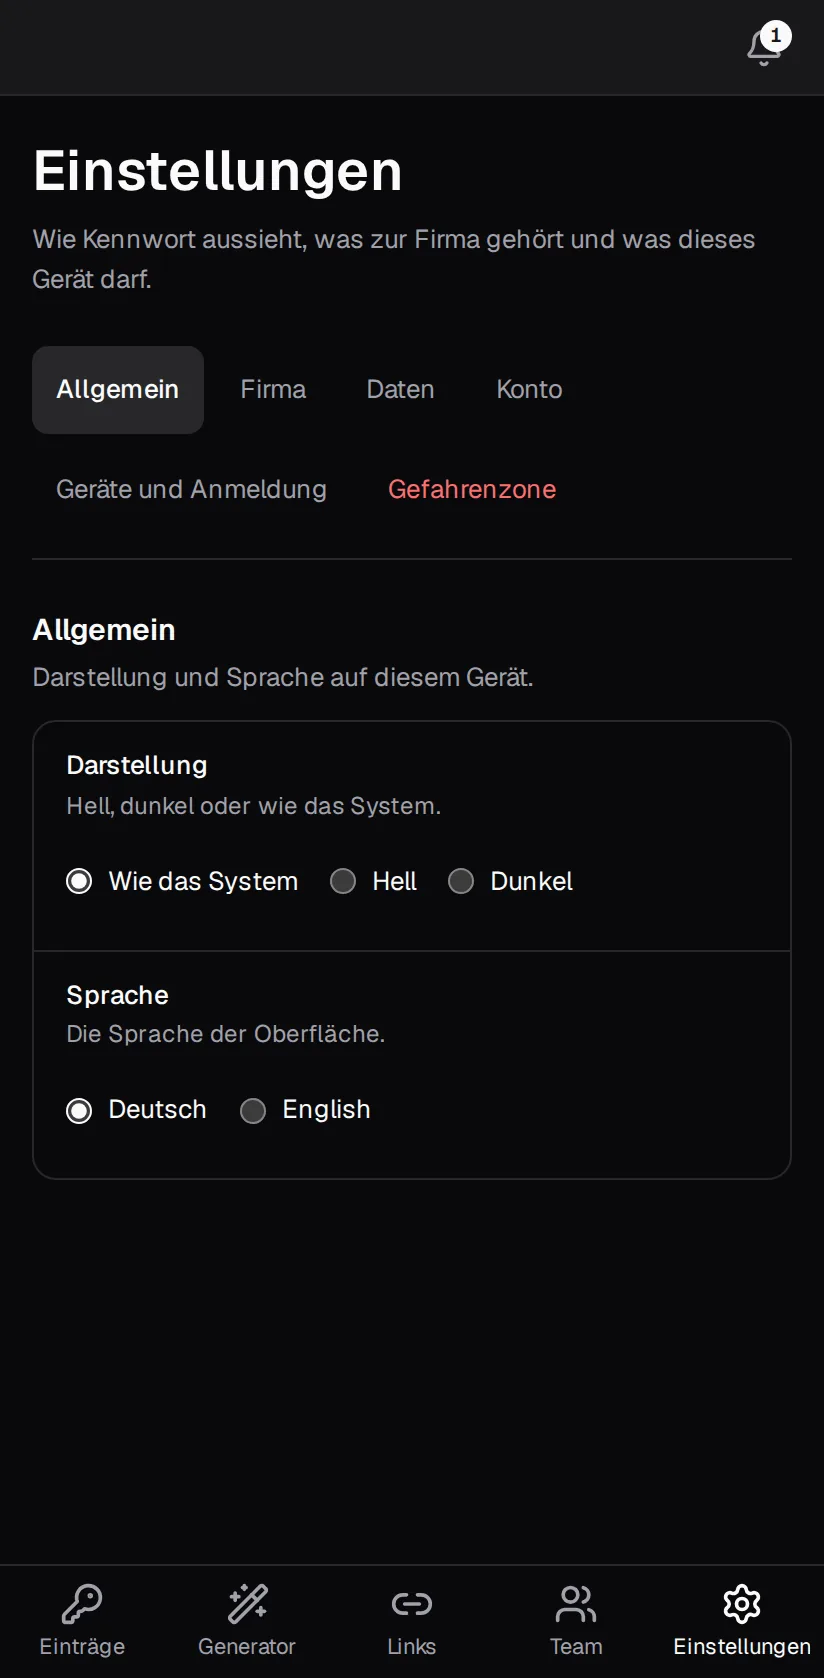 1
Einstellungen
Wie Kennwort aussieht, was zur Firma gehört und was dieses
Gerät darf.
Allgemein Firma Daten Konto
Geräte und Anmeldung Gefahrenzone
Allgemein
Darstellung und Sprache auf diesem Gerät.
Darstellung
Hell, dunkel oder wie das System.
Wie das System Hell Dunkel
Sprache
Die Sprache der Oberfläche.
Deutsch English
Einträge Generator Links Team Einstellungen